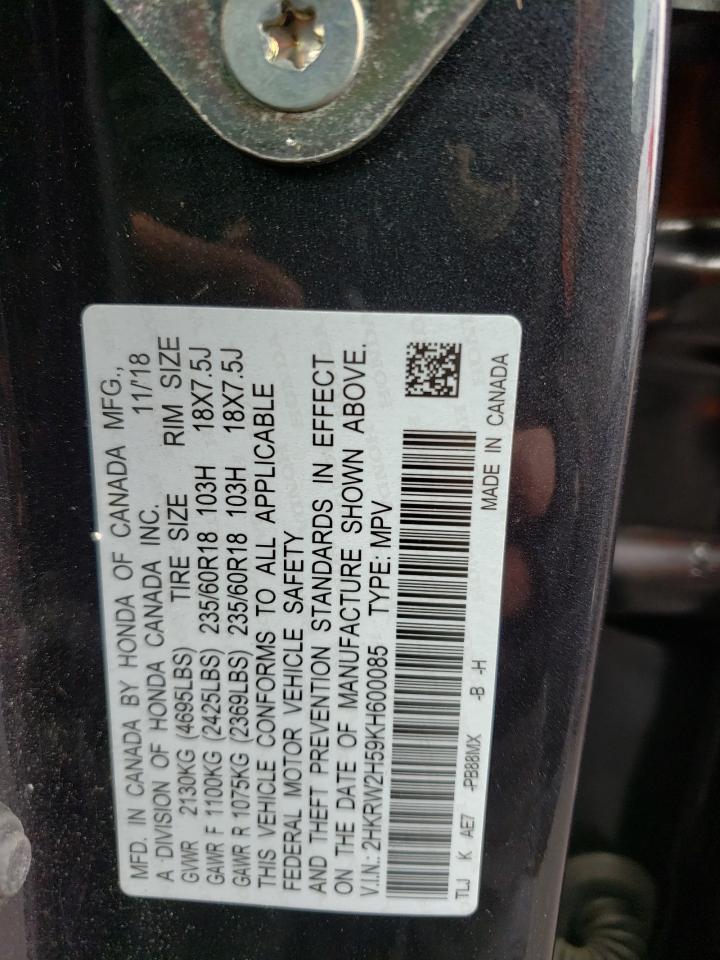 MFD. IN CANADA BY HONDA OF CANADA MFG.,
A DIVISION OF HONDA CANADA INC. 11/'18
GVWR 2130KG (4695LBS) TIRE SIZE RIM SIZE
GAWR F 1100KG (2425LBS) 235/60R18 103H 18X7.5J
GAWR R 1075KG (2369LBS) 235/60R18 103H 18X7.5J
THIS VEHICLE CONFORMS TO ALL APPLICABLE
FEDERAL MOTOR VEHICLE SAFETY
AND THEFT PREVENTION STANDARDS IN EFFECT
ON THE DATE OF MANUFACTURE SHOWN ABOVE.
V.I.N.: 2HKRW2H59KH600085 TYPE: MPV
TLJ K AE7 -PB88MX -B -H MADE IN CANADA